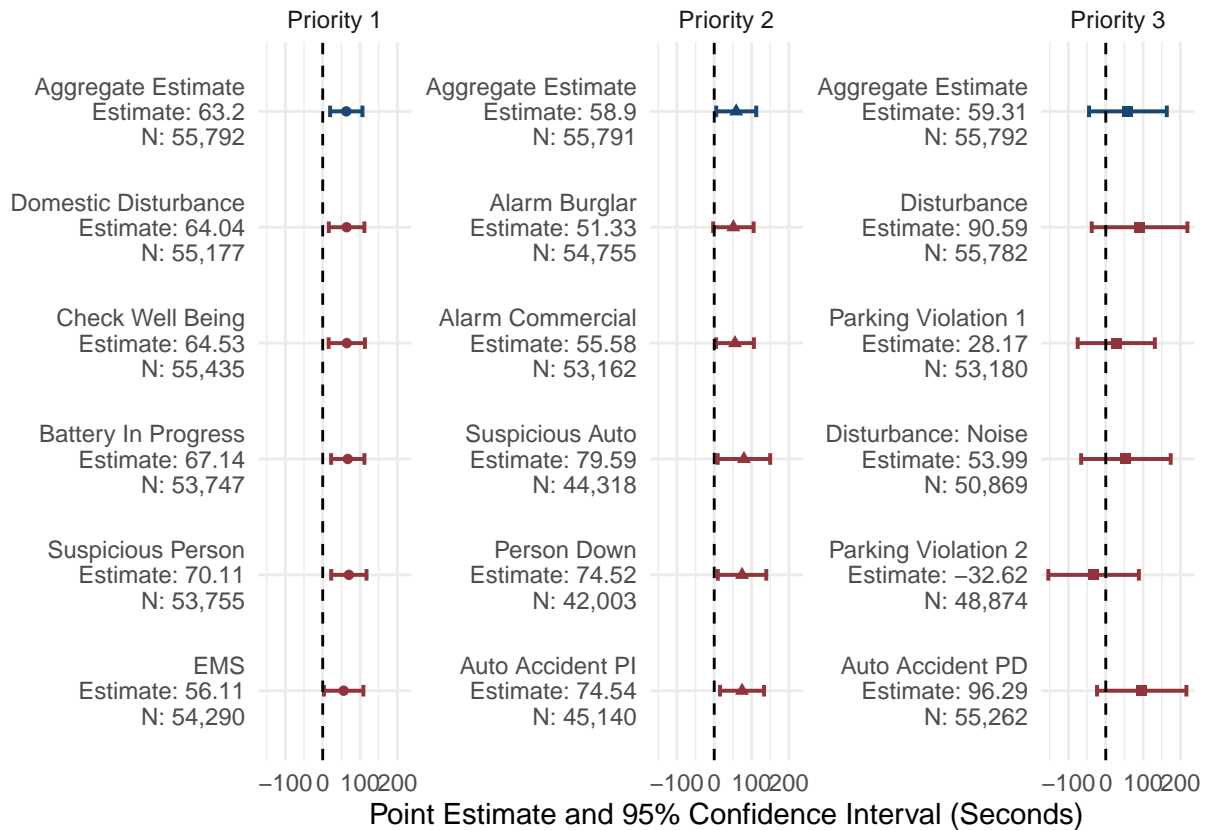 Priority 1
Priority 2
Priority 3
Aggregate Estimate
Estimate: 63.2
N: 55,792
Domestic Disturbance
Estimate: 64.04
N: 55,177
Check Well Being
Estimate: 64.53
N: 55,435
Battery In Progress
Estimate: 67.14
N: 53,747
Suspicious Person
Estimate: 70.11
N: 53,755
EMS
Estimate: 56.11
N: 54,290
Aggregate Estimate
Estimate: 58.9
N: 55,791
Alarm Burglar
Estimate: 51.33
N: 54,755
Alarm Commercial
Estimate: 55.58
N: 53,162
Suspicious Auto
Estimate: 79.59
N: 44,318
Person Down
Estimate: 74.52
N: 42,003
Auto Accident PI
Estimate: 74.54
N: 45,140
Aggregate Estimate
Estimate: 59.31
N: 55,792
Disturbance
Estimate: 90.59
N: 55,782
Parking Violation 1
Estimate: 28.17
N: 53,180
Disturbance: Noise
Estimate: 53.99
N: 50,869
Parking Violation 2
Estimate: −32.62
N: 48,874
Auto Accident PD
Estimate: 96.29
N: 55,262
−100 0 100 200
−100 0 100 200
−100 0 100 200
Point Estimate and 95% Confidence Interval (Seconds)